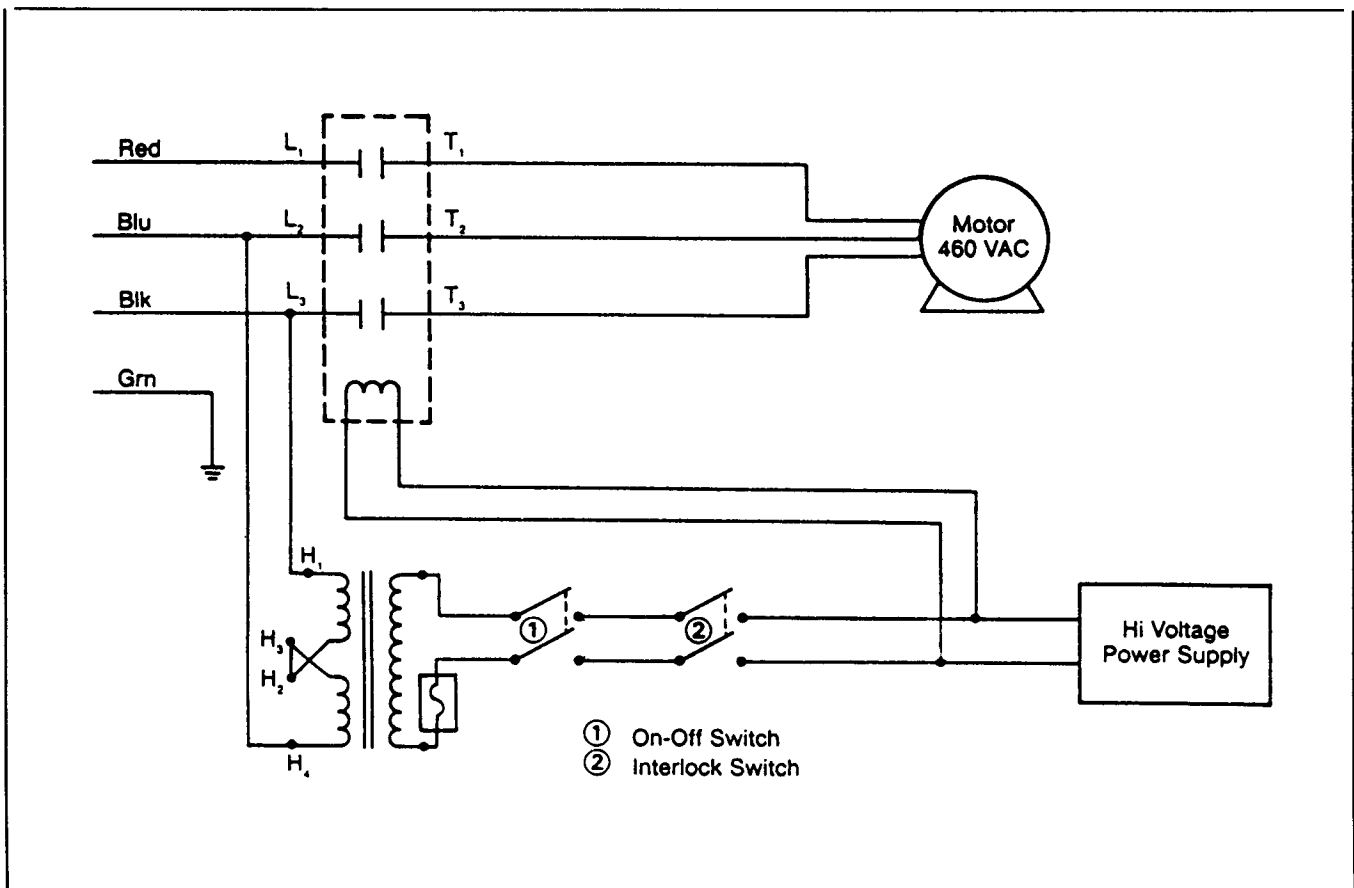 Red
L₁
T₁
Blu
L₂
T₂
Motor
460 VAC
Blk
L₃
T₃
Grn
H₁
H₃
H₂
H₄
①
②
Hi Voltage
Power Supply
① On-Off Switch
② Interlock Switch